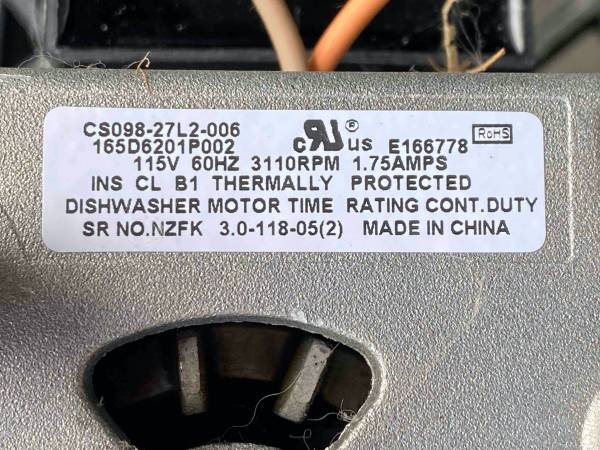 CS098-27L2-006
165D6201P002 c RU ® us E166778 RoHS
115V 60HZ 3110RPM 1.75AMPS
INS CL B1 THERMALLY PROTECTED
DISHWASHER MOTOR TIME RATING CONT.DUTY
SR NO.NZFK 3.0-118-05(2) MADE IN CHINA